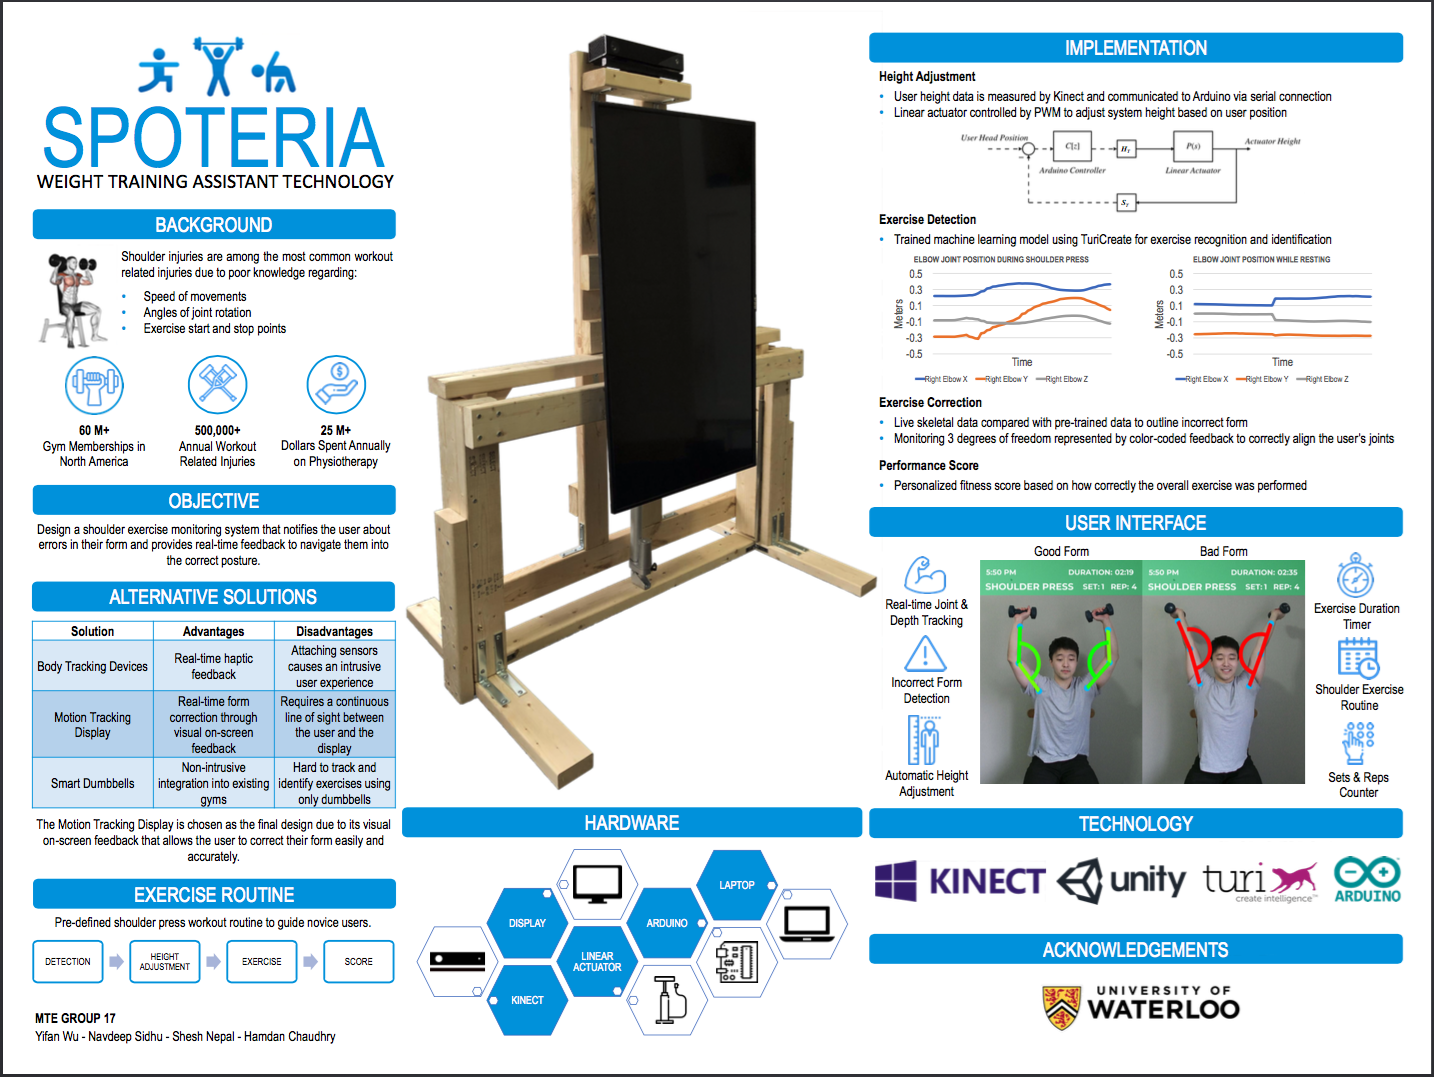 SPOTERIA
WEIGHT TRAINING ASSISTANT TECHNOLOGY
BACKGROUND
Shoulder injuries are among the most common workout
related injuries due to poor knowledge regarding:
• Speed of movements
• Angles of joint rotation
• Exercise start and stop points
60 M+
Gym Memberships in
North America
500,000+
Annual Workout
Related Injuries
25 M+
Dollars Spent Annually
on Physiotherapy
OBJECTIVE
Design a shoulder exercise monitoring system that notifies the user about
errors in their form and provides real-time feedback to navigate them into
the correct posture.
ALTERNATIVE SOLUTIONS
Solution Advantages Disadvantages
Body Tracking Devices
Real-time haptic
feedback
Attaching sensors
causes an intrusive
user experience
Motion Tracking
Display
Real-time form
correction through
visual on-screen
feedback
Requires a continuous
line of sight between
the user and the
display
Smart Dumbbells
Non-intrusive
integration into existing
gyms
Hard to track and
identify exercises using
only dumbbells
The Motion Tracking Display is chosen as the final design due to its visual
on-screen feedback that allows the user to correct their form easily and
accurately.
EXERCISE ROUTINE
Pre-defined shoulder press workout routine to guide novice users.
DETECTION
HEIGHT
ADJUSTMENT
EXERCISE
SCORE
MTE GROUP 17
Yifan Wu - Navdeep Sidhu - Shesh Nepal - Hamdan Chaudhry
HARDWARE
DISPLAY
LINEAR
ACTUATOR
KINECT
ARDUINO
LAPTOP
IMPLEMENTATION
Height Adjustment
• User height data is measured by Kinect and communicated to Arduino via serial connection
• Linear actuator controlled by PWM to adjust system height based on user position
User Head Position
C[z]
Arduino Controller
H₁
P(s)
Linear Actuator
Actuator Height
Exercise Detection
• Trained machine learning model using TuriCreate for exercise recognition and identification
ELBOW JOINT POSITION DURING SHOULDER PRESS
0.5
0.3
0.1
-0.1
-0.3
-0.5
Meters
Time
Right Elbow X Right Elbow Y Right Elbow Z
ELBOW JOINT POSITION WHILE RESTING
0.5
0.3
0.1
-0.1
-0.3
-0.5
Meters
Time
Right Elbow X Right Elbow Y Right Elbow Z
Exercise Correction
• Live skeletal data compared with pre-trained data to outline incorrect form
• Monitoring 3 degrees of freedom represented by color-coded feedback to correctly align the user's joints
Performance Score
• Personalized fitness score based on how correctly the overall exercise was performed
USER INTERFACE
Real-time Joint &
Depth Tracking
Incorrect Form
Detection
Automatic Height
Adjustment
Good Form
5:50 PM DURATION: 02:19
SHOULDER PRESS SET:1 REP: 4
Bad Form
5:50 PM DURATION: 02:35
SHOULDER PRESS SET:1 REP: 4
Exercise Duration
Timer
Shoulder Exercise
Routine
Sets & Reps
Counter
TECHNOLOGY
KINECT
unity
turi
create intelligence™
ARDUINO
ACKNOWLEDGEMENTS
UNIVERSITY OF
WATERLOO